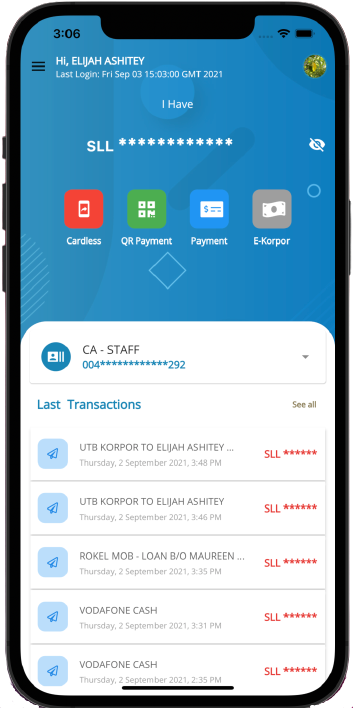 3:06
Hi, ELIJAH ASHITEY
Last Login: Fri Sep 03 15:03:00 GMT 2021
I Have
SLL ************
Cardless QR Payment Payment E-Korpor
CA - STAFF
004************292
Last Transactions See all
UTB KORPOR TO ELIJAH ASHITEY ...
Thursday, 2 September 2021, 3:48 PM
SLL ******
UTB KORPOR TO ELIJAH ASHITEY
Thursday, 2 September 2021, 3:46 PM
SLL ******
ROKEL MOB - LOAN B/O MAUREEN ...
Thursday, 2 September 2021, 3:35 PM
SLL ******
VODAFONE CASH
Thursday, 2 September 2021, 3:31 PM
SLL ******
VODAFONE CASH
Thursday, 2 September 2021, 2:35 PM
SLL ******